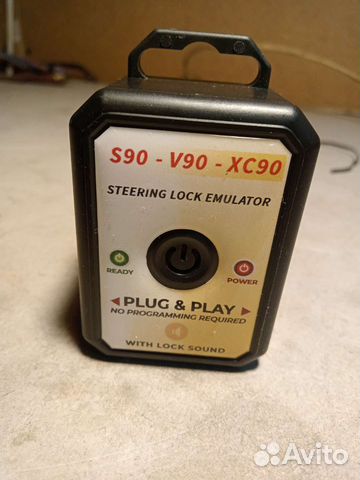 S90 - V90 - XC90
STEERING LOCK EMULATOR
READY
POWER
PLUG & PLAY
NO PROGRAMMING REQUIRED
WITH LOCK SOUND
Avito